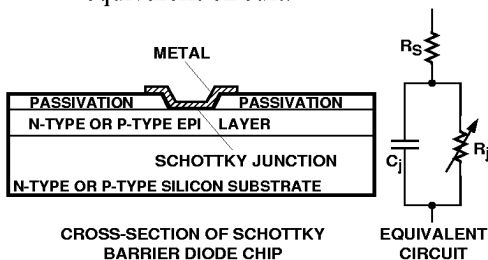 METAL
PASSIVATION PASSIVATION
N-TYPE OR P-TYPE EPI LAYER
SCHOTTKY JUNCTION
N-TYPE OR P-TYPE SILICON SUBSTRATE
CROSS-SECTION OF SCHOTTKY
BARRIER DIODE CHIP
RS
Cj
Rj
EQUIVALENT
CIRCUIT